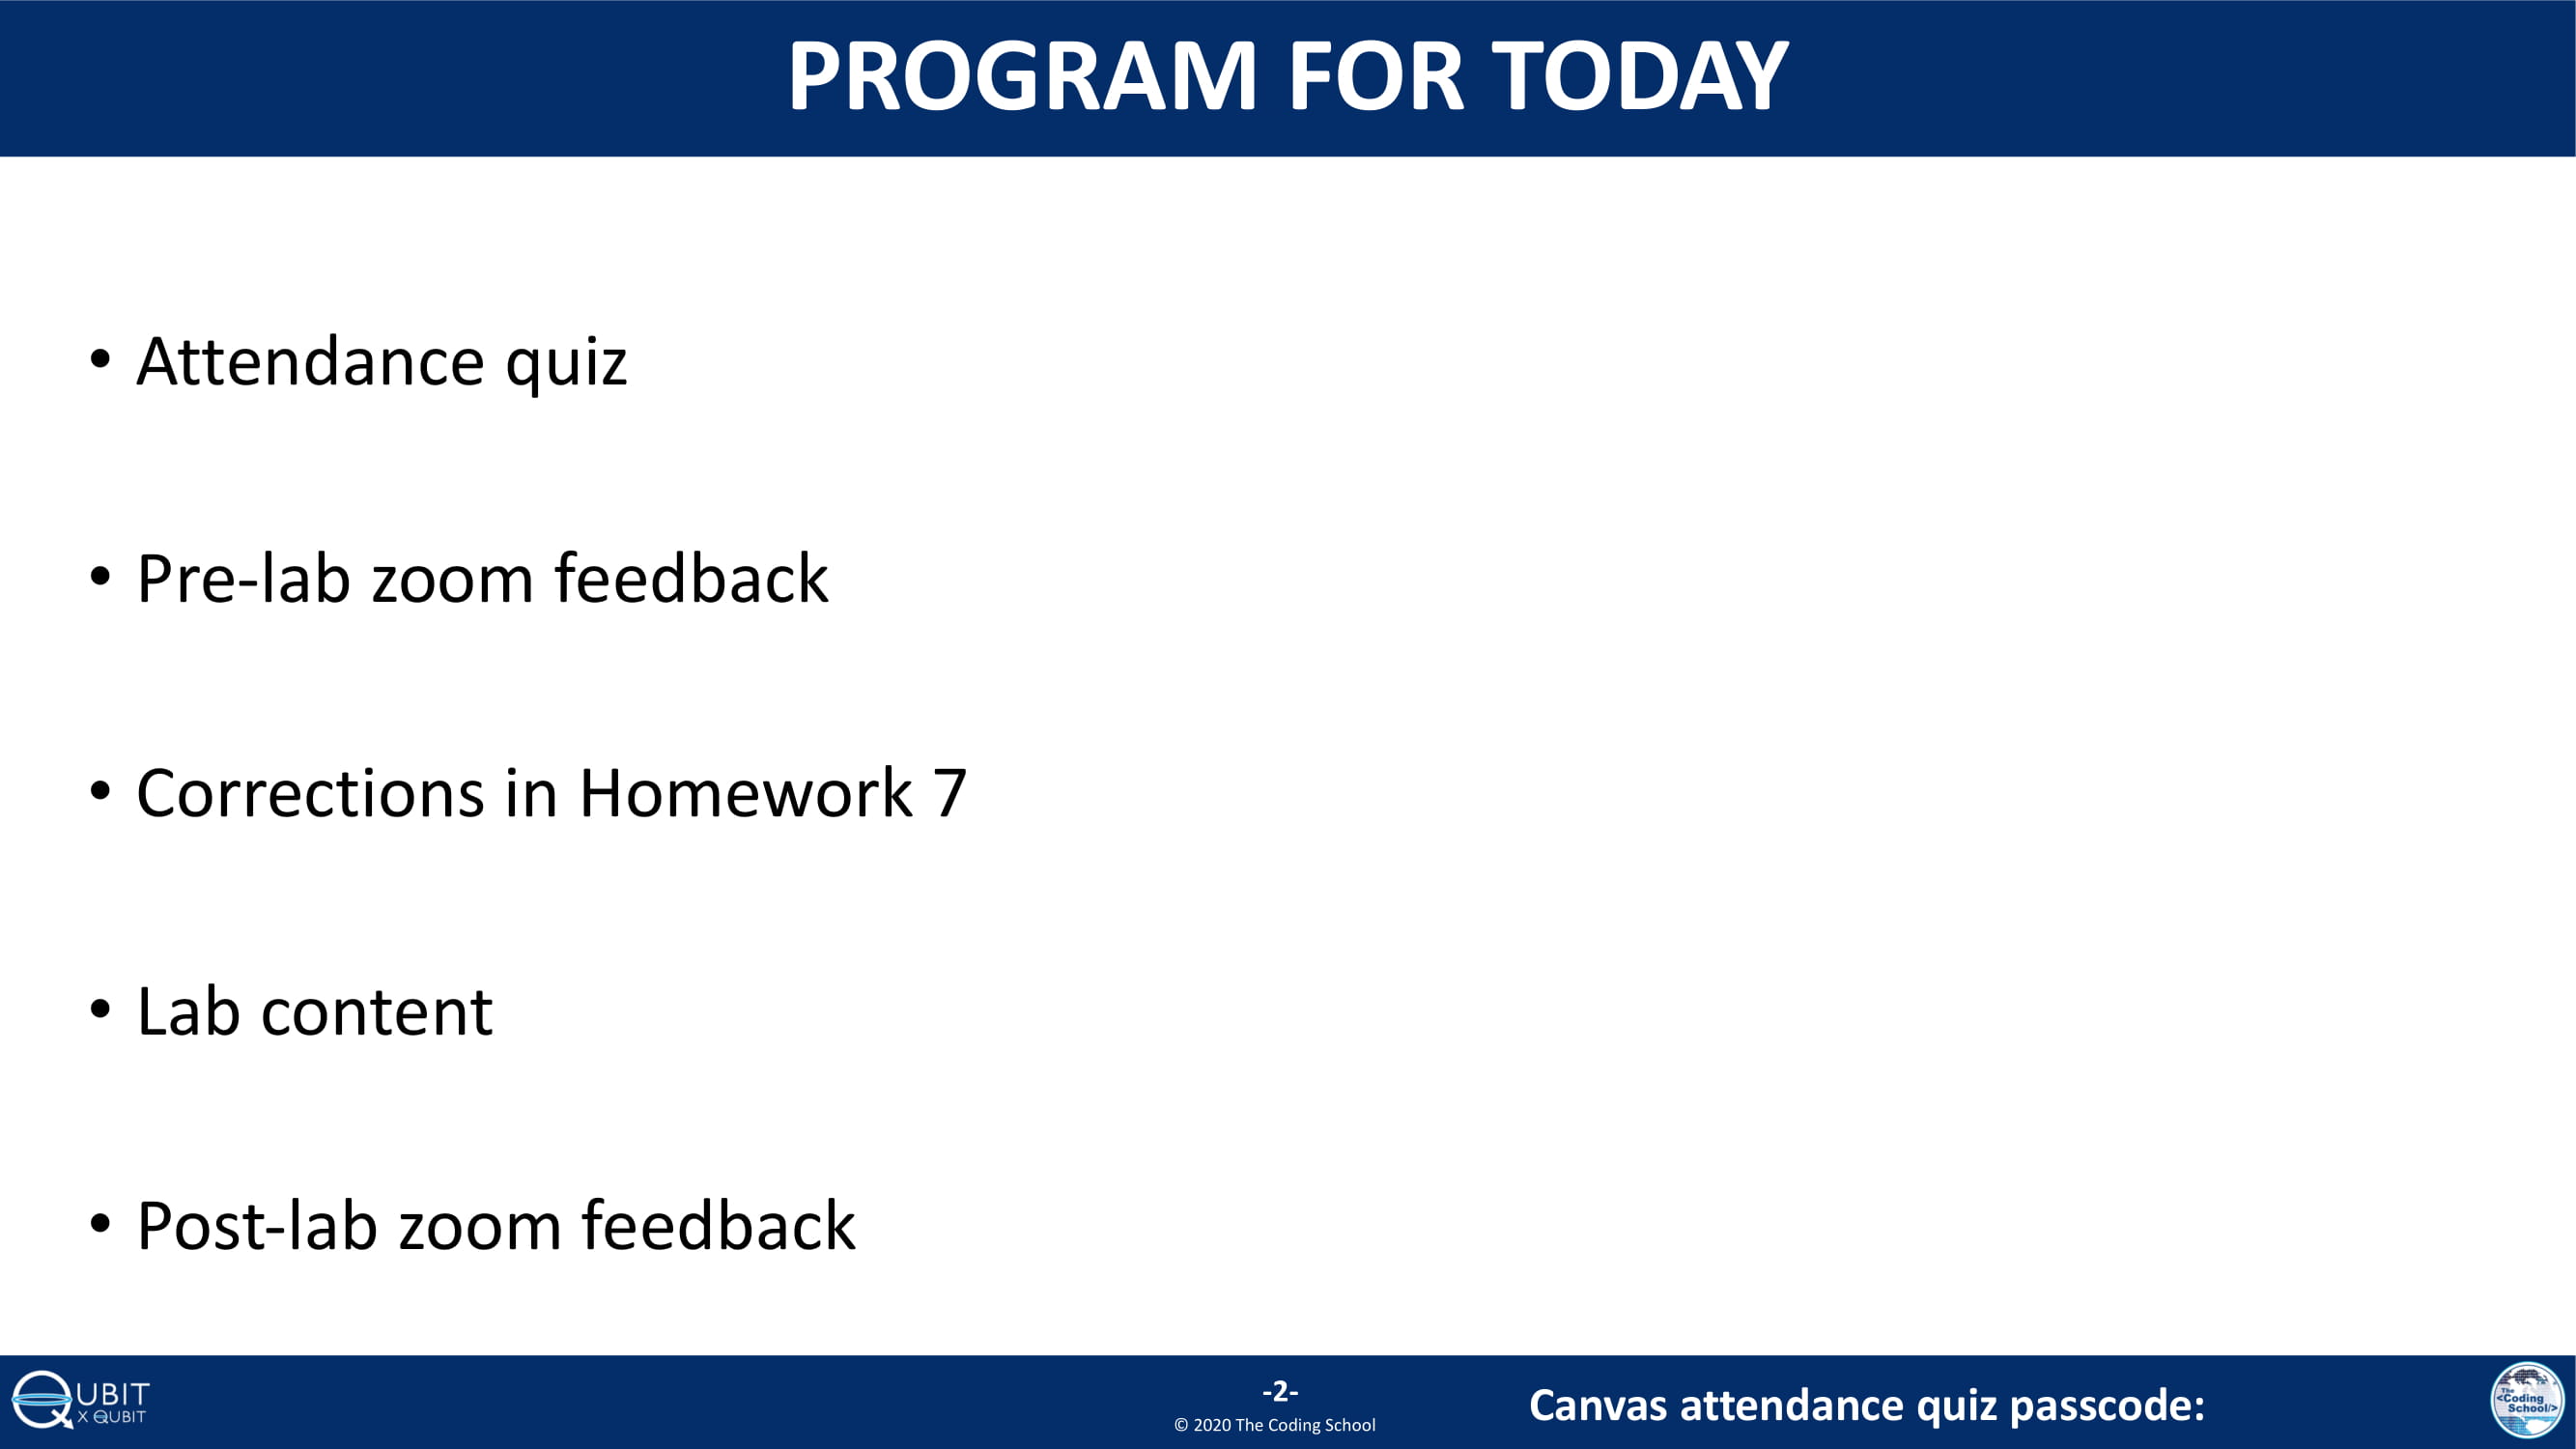 PROGRAM FOR TODAY
• Attendance quiz
• Pre-lab zoom feedback
• Corrections in Homework 7
• Lab content
• Post-lab zoom feedback
QUBIT
X QUBIT
-2-
© 2020 The Coding School
Canvas attendance quiz passcode:
The
<Coding
School/>